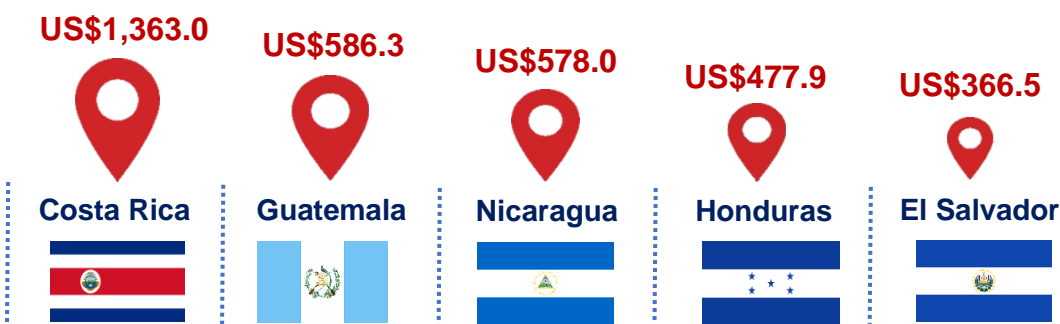 US$1,363.0
US$586.3
US$578.0
US$477.9
US$366.5
Costa Rica
Guatemala
Nicaragua
Honduras
El Salvador